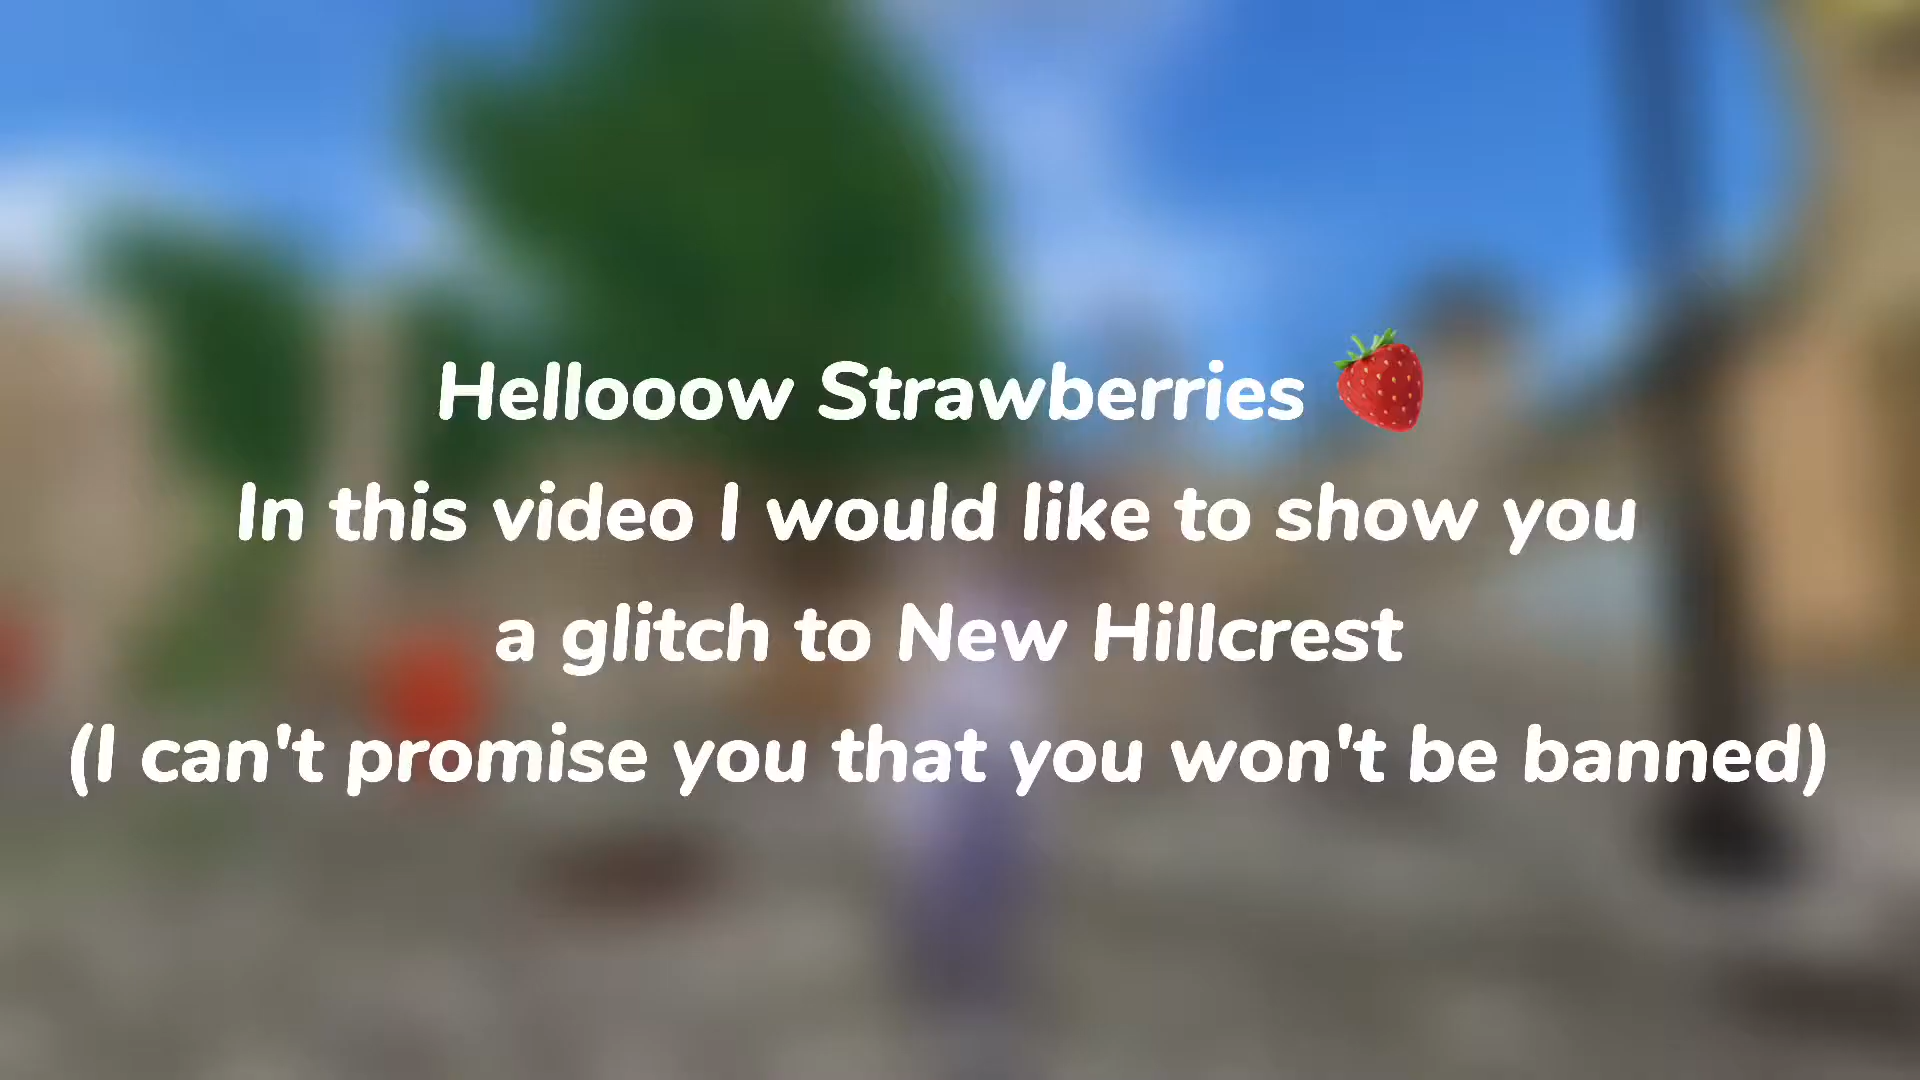 Hellooow Strawberries 🍓
In this video I would like to show you
a glitch to New Hillcrest
(I can't promise you that you won't be banned)